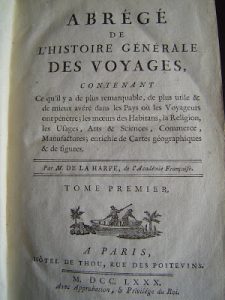 ABRÉGÉ
DE
L'HISTOIRE GÉNÉRALE
DES VOYAGES,
CONTENANT
Ce qu'il y a de plus remarquable, de plus utile &
de mieux avéré dans les Pays où les Voyageurs
ont pénétré; les mœurs des Habitans, la Religion,
les Usages, Arts & Sciences, Commerce,
Manufactures; enrichie de Cartes géographiques
& de figures.
Par M. DE LA HARPE, de l'Académie Françoise.
TOME PREMIER.
A PARIS,
HÔTEL DE THOU, RUE DES POITEVINS.
M. DCC. LXXX.
Avec Approbation, & Privilége du Roi.